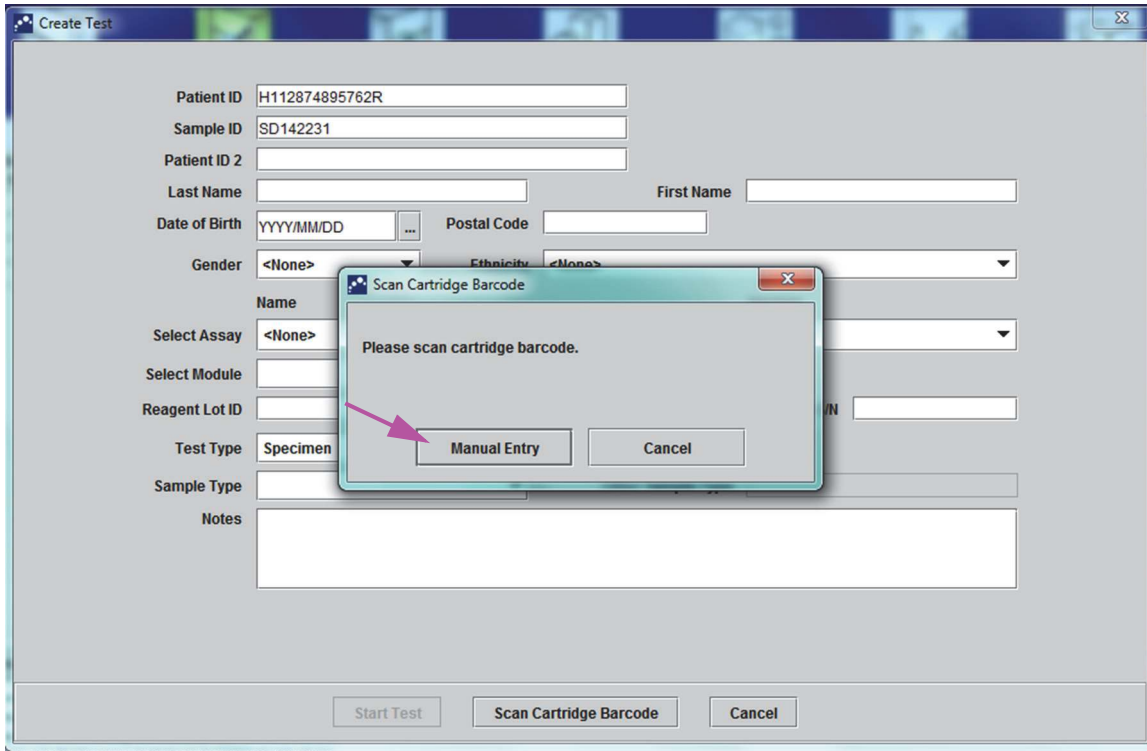 Create Test
Patient ID H112874895762R
Sample ID SD142231
Patient ID 2
Last Name First Name
Date of Birth YYYY/MM/DD ... Postal Code
Gender <None> Ethnicity <None>
Scan Cartridge Barcode
Name
Select Assay <None>
Please scan cartridge barcode.
Select Module
Reagent Lot ID
Manual Entry Cancel
Test Type Specimen
Sample Type
Notes
Start Test Scan Cartridge Barcode Cancel